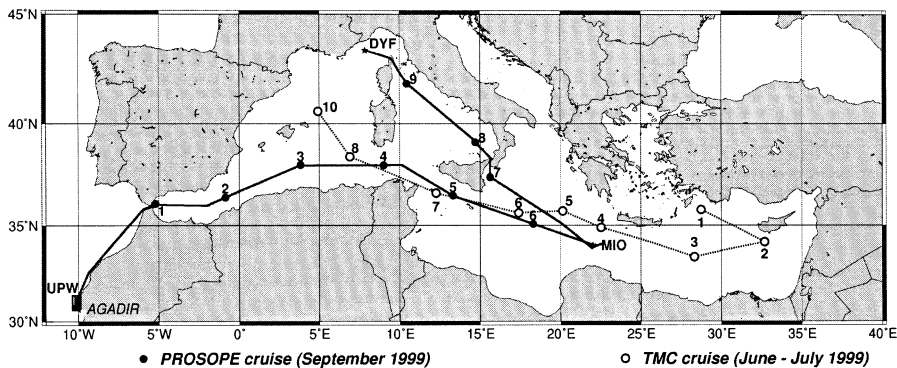 45°N
DYF
9
10
40°N
8
8
3
4
7
2
5
7
6
5
6
4
1
1
35°N
MIO
3
2
UPW
AGADIR
30°N
10°W
5°W
0°
5°E
10°E
15°E
20°E
25°E
30°E
35°E
40°E
PROSOPE cruise (September 1999)
TMC cruise (June - July 1999)